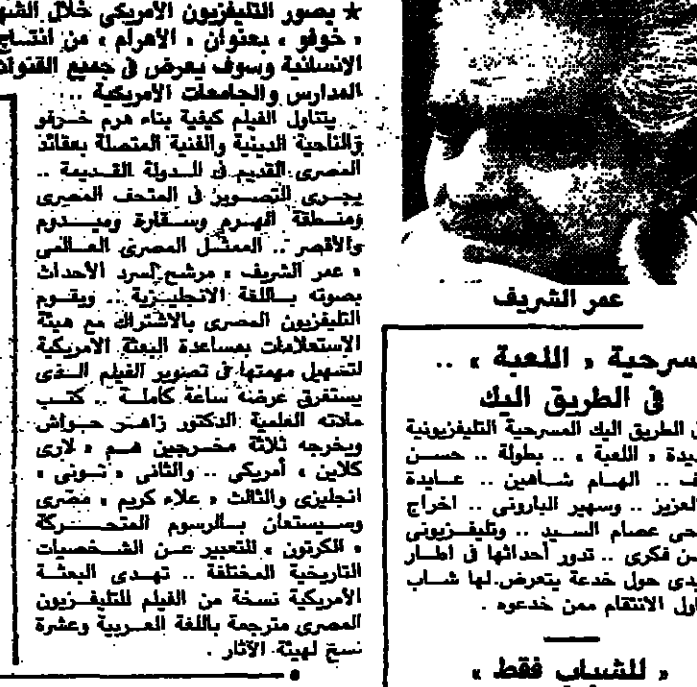 ★ يصور التليفزيون الأمريكي خلال الشه
« خوفو » بعنوان « الأهرام » من انتاج
الإنسانية وسوف يعرض في جميع القنوات
المدارس والجامعات الأمريكية ..
يتناول الفيلم كيفية بناء هرم خوفو
والناحية الدينية والفنية المتصلة بعقائد
المصرى القديم في الدولة القديمة ..
يجرى التصوير في المتحف المصرى
ومنطقة الهرم وسقارة وميدوم
والأقصر .. الممثل المصرى العالمى
« عمر الشريف » مرشح لسرد الأحداث
بصوته باللغة الانجليزية .. ويقوم
التليفزيون المصرى بالاشتراك مع هيئة
الاستعلامات بمساعدة البعثة الأمريكية
لتسهيل مهمتها في تصوير الفيلم الذى
يستغرق عرضه ساعة كاملة .. كتب
مادته العلمية الدكتور زاهى حواس
ويخرجه ثلاثة مخرجين هم « لارى
كلاين » أمريكى .. والثانى « تونى »
انجليزى والثالث « علاء كريم » مصرى
وسيستعان بالرسوم المتحركة
« الكرتون » للتعبير عن الشخصيات
التاريخية المختلفة .. تهدى البعثة
الأمريكية نسخة من الفيلم للتليفزيون
المصرى مترجمة باللغة العربية وعشرة
نسخ لهيئة الآثار .
عمر الشريف
سرحية « اللعبة » ..
في الطريق اليك
الطريق اليك المسرحية التليفزيونية
يدة « اللعبة » .. بطولة .. حسن
.. الهام شاهين .. عايدة
لعزيز .. وسهير البارونى .. اخراج
حى عصام السيد .. وتليفزيونى
ن فكرى .. تدور أحداثها في اطار
يدى حول خدعة يتعرض لها شاب
اول الانتقام ممن خدعوه .
« للشباب فقط »